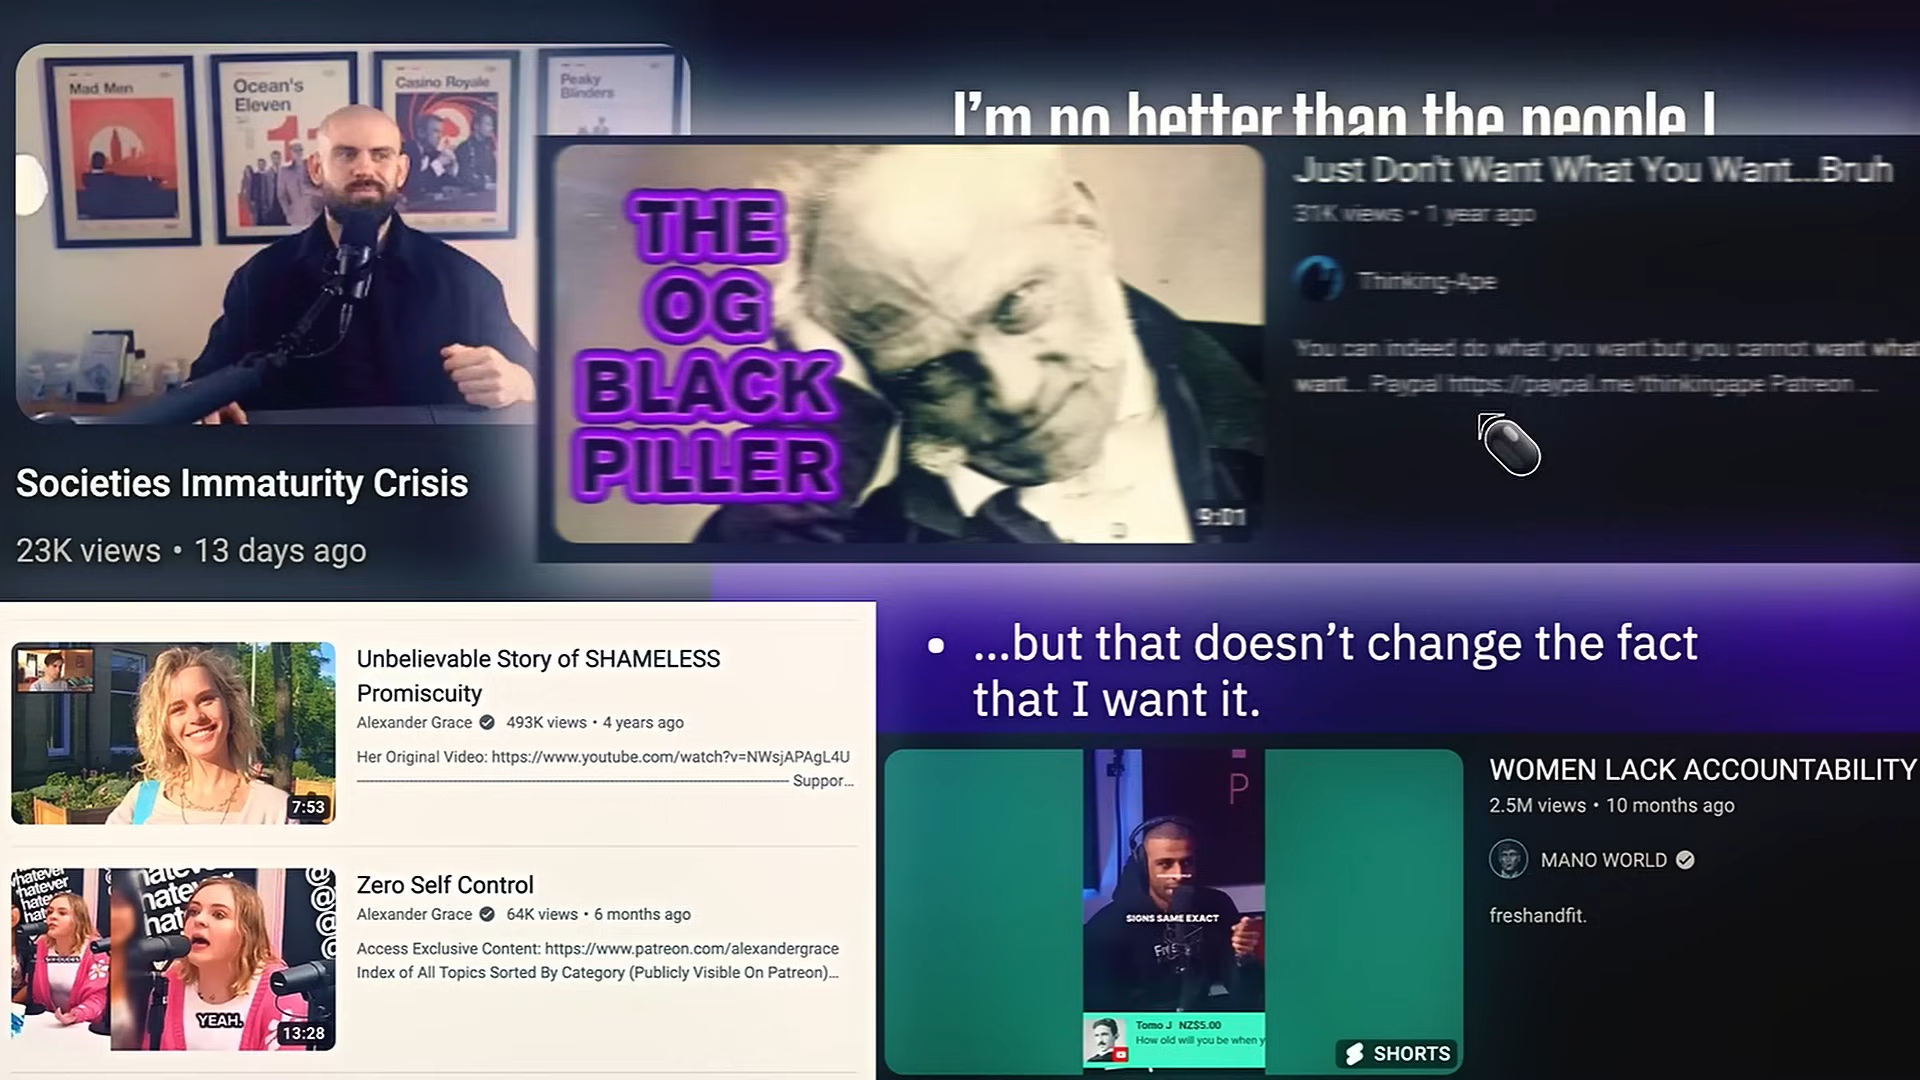 Mad Men
Ocean's
Eleven
Casino Royale
Peaky
Blinders
Societies Immaturity Crisis
23K views • 13 days ago
I'm no better than the people I
THE
OG
BLACK
PILLER
9:01
Just Don't Want What You Want...Bruh
31K views • 1 year ago
Thinking-Ape
You can indeed do what you want but you cannot want what
want... Paypal https://paypal.me/thinkingape Patreon ...
• ...but that doesn't change the fact
that I want it.
7:53
Unbelievable Story of SHAMELESS
Promiscuity
Alexander Grace 493K views • 4 years ago
Her Original Video: https://www.youtube.com/watch?v=NWsjAPAgL4U
Suppor...
hatever
hatever
hat
YEAH.
13:28
Zero Self Control
Alexander Grace 64K views • 6 months ago
Access Exclusive Content: https://www.patreon.com/alexandergrace
Index of All Topics Sorted By Category (Publicly Visible On Patreon)...
P
SIGNS SAME EXACT
Tomo J NZ$5.00
How old will you be when y
SHORTS
WOMEN LACK ACCOUNTABILITY
2.5M views • 10 months ago
MANO WORLD
freshandfit.